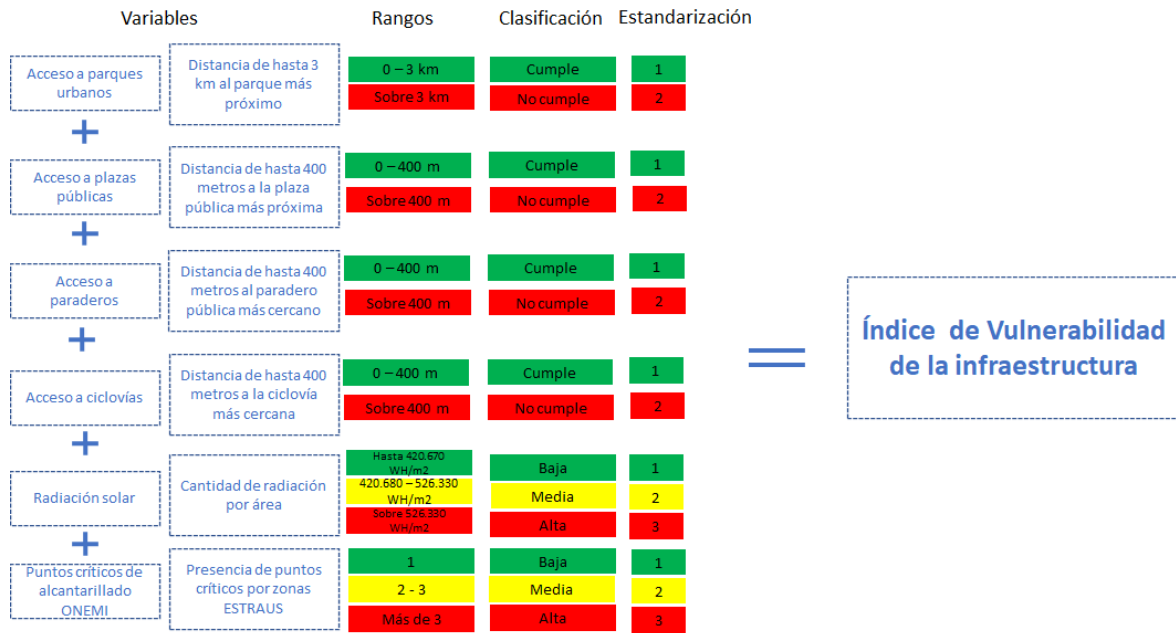 Variables
Rangos
Clasificación
Estandarización
Acceso a parques
urbanos
Distancia de hasta 3
km al parque más
próximo
0 – 3 km
Cumple
1
Sobre 3 km
No cumple
2
+
Acceso a plazas
públicas
Distancia de hasta 400
metros a la plaza
pública más próxima
0 – 400 m
Cumple
1
Sobre 400 m
No cumple
2
+
Acceso a
paraderos
Distancia de hasta 400
metros al paradero
pública más cercano
0 – 400 m
Cumple
1
Sobre 400 m
No cumple
2
+
Acceso a ciclovías
Distancia de hasta 400
metros a la ciclovía
más cercana
0 – 400 m
Cumple
1
Sobre 400 m
No cumple
2
+
Radiación solar
Cantidad de radiación
por área
Hasta 420.670
WH/m2
Baja
1
420.680 – 526.330
WH/m2
Media
2
Sobre 526.330
WH/m2
Alta
3
+
Puntos críticos de
alcantarillado
ONEMI
Presencia de puntos
críticos por zonas
ESTRAUS
1
Baja
1
2 - 3
Media
2
Más de 3
Alta
3
=
Índice de Vulnerabilidad
de la infraestructura